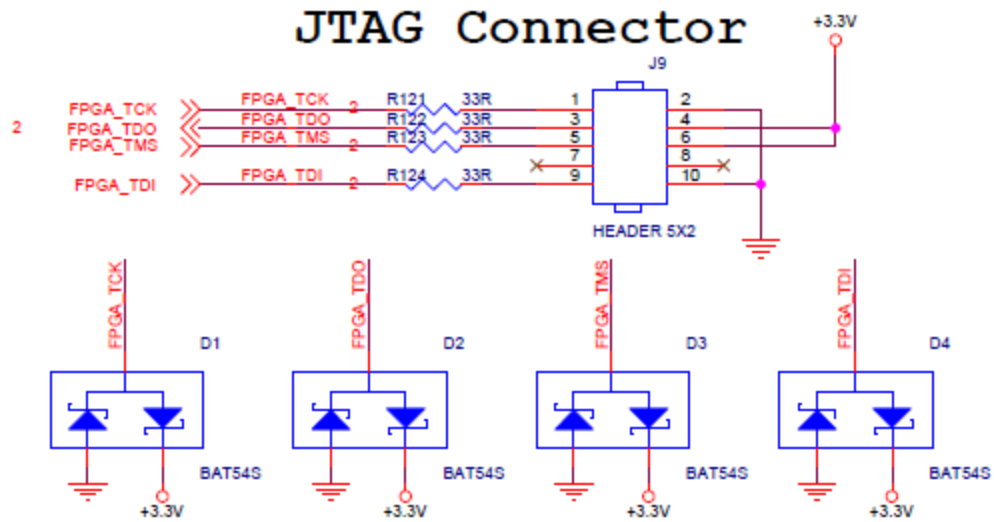 JTAG Connector
+3.3V
J9
FPGA_TCK FPGA_TCK 2 R121 33R 1 2
2 FPGA_TDO FPGA_TDO R122 33R 3 4
FPGA_TMS FPGA_TMS 2 R123 33R 5 6
7 8
FPGA_TDI FPGA_TDI 2 R124 33R 9 10
HEADER 5X2
FPGA_TCK FPGA_TDO FPGA_TMS FPGA_TDI
D1 D2 D3 D4
BAT54S BAT54S BAT54S BAT54S
+3.3V +3.3V +3.3V +3.3V